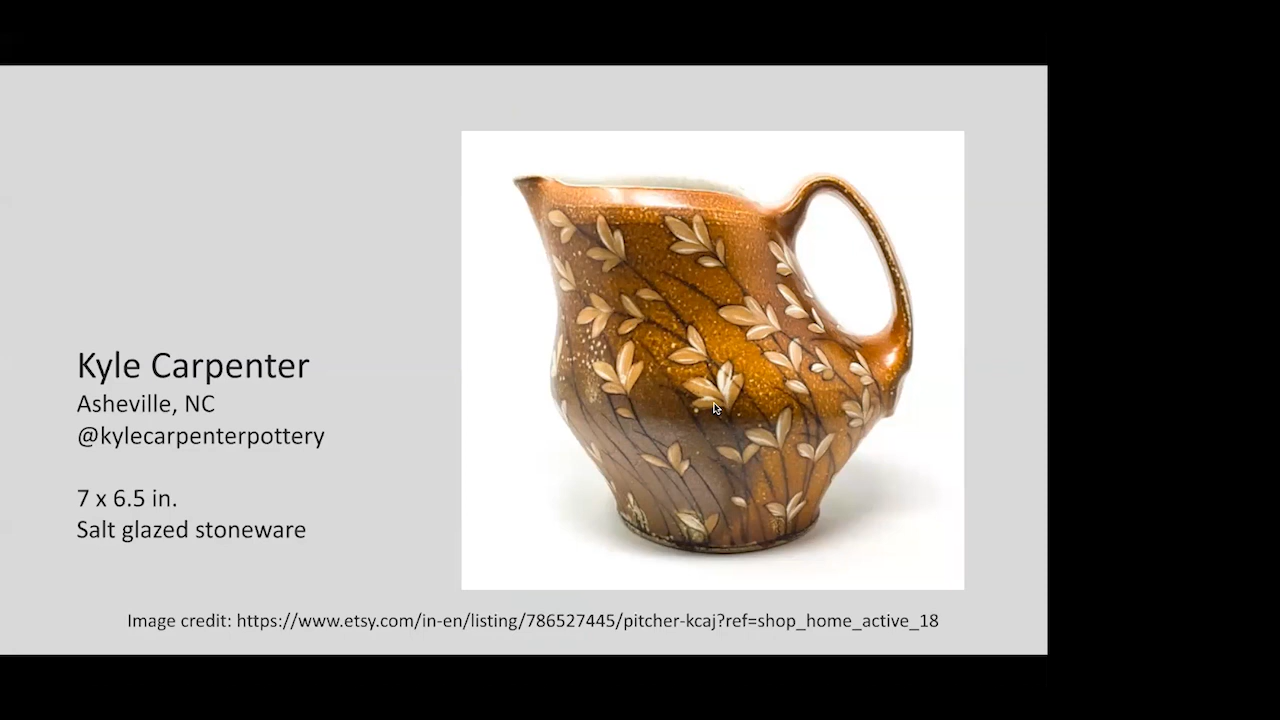 Kyle Carpenter
Asheville, NC
@kylecarpenterpottery
7 x 6.5 in.
Salt glazed stoneware
Image credit: https://www.etsy.com/in-en/listing/786527445/pitcher-kcaj?ref=shop_home_active_18